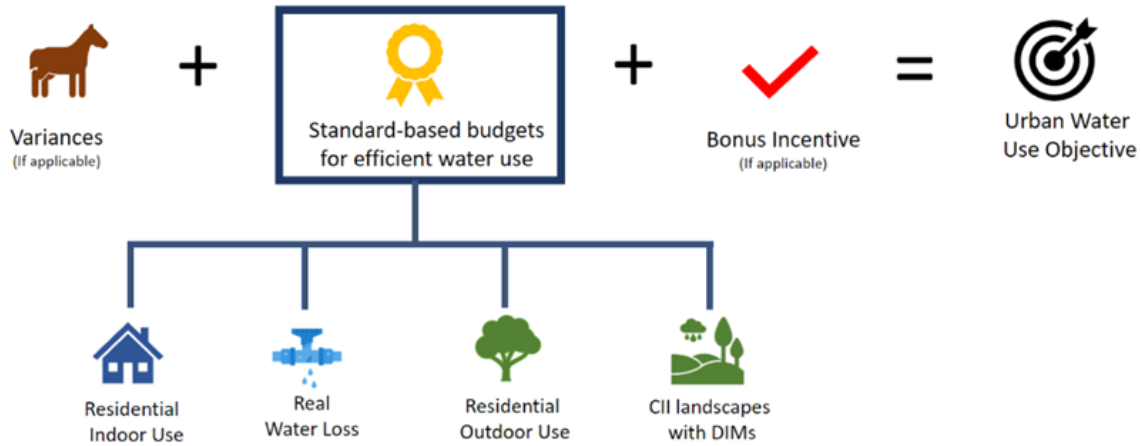 Variances
(If applicable)
+
Standard-based budgets
for efficient water use
+
Bonus Incentive
(If applicable)
=
Urban Water
Use Objective
Residential
Indoor Use
Real
Water Loss
Residential
Outdoor Use
CII landscapes
with DIMs